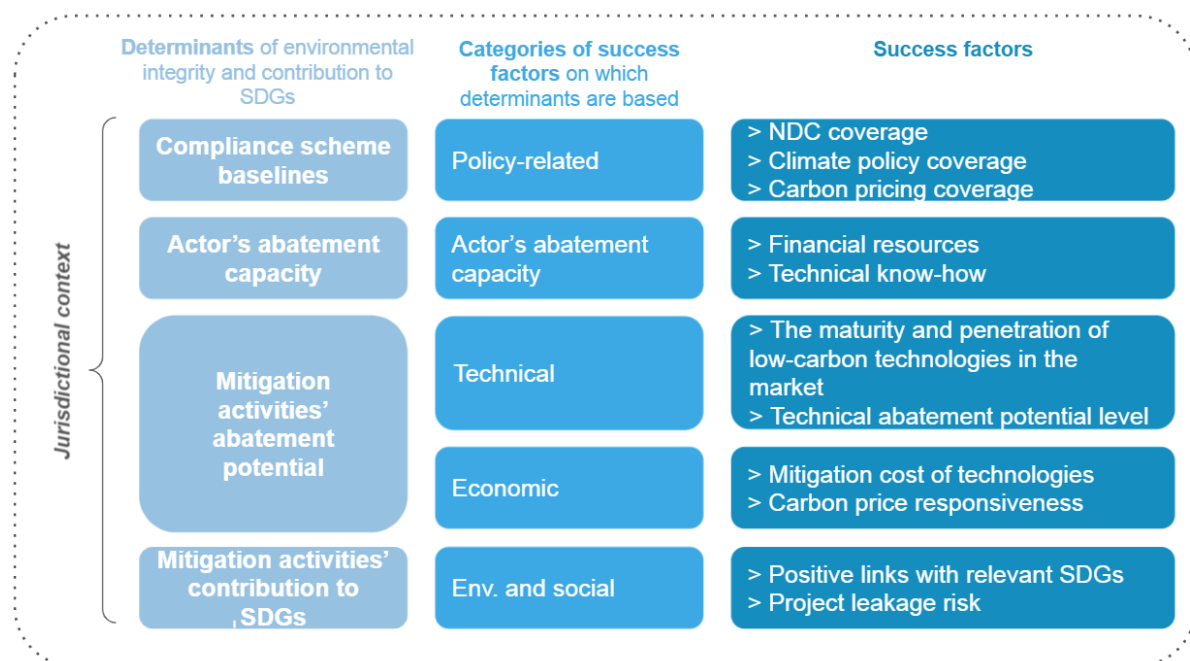 Determinants of environmental
integrity and contribution to
SDGs
Categories of success
factors on which
determinants are based
Success factors
Jurisdictional context
Compliance scheme
baselines
Policy-related
> NDC coverage
> Climate policy coverage
> Carbon pricing coverage
Actor’s abatement
capacity
Actor’s abatement
capacity
> Financial resources
> Technical know-how
Mitigation
activities’
abatement
potential
Technical
> The maturity and penetration of
low-carbon technologies in the
market
> Technical abatement potential level
Economic
> Mitigation cost of technologies
> Carbon price responsiveness
Mitigation activities’
contribution to
SDGs
Env. and social
> Positive links with relevant SDGs
> Project leakage risk